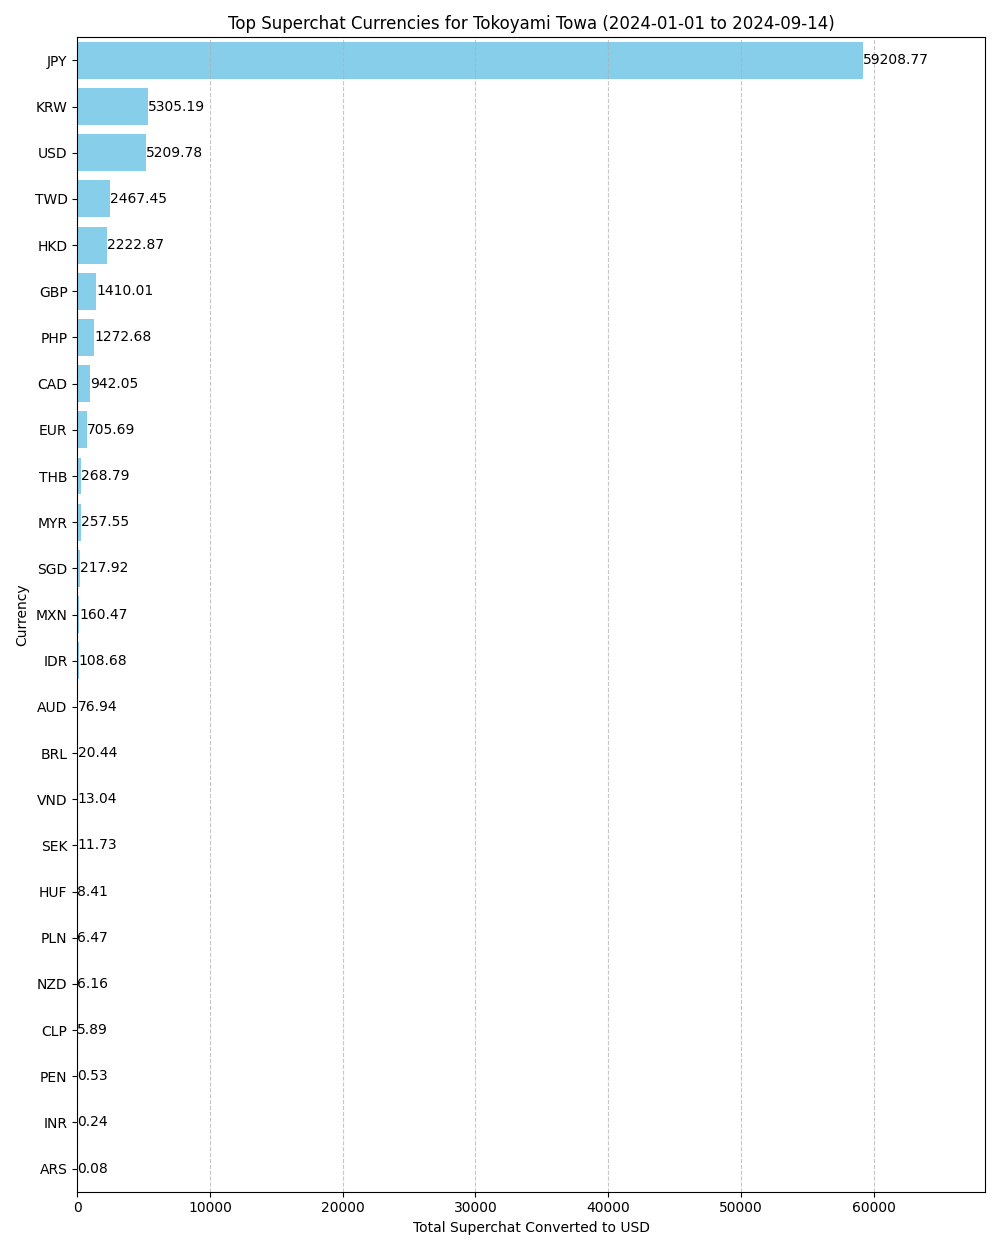 Top Superchat Currencies for Tokoyami Towa (2024-01-01 to 2024-09-14)
JPY 59208.77
KRW 5305.19
USD 5209.78
TWD 2467.45
HKD 2222.87
GBP 1410.01
PHP 1272.68
CAD 942.05
EUR 705.69
THB 268.79
MYR 257.55
SGD 217.92
MXN 160.47
IDR 108.68
AUD 76.94
BRL 20.44
VND 13.04
SEK 11.73
HUF 8.41
PLN 6.47
NZD 6.16
CLP 5.89
PEN 0.53
INR 0.24
ARS 0.08
Currency
0 10000 20000 30000 40000 50000 60000
Total Superchat Converted to USD